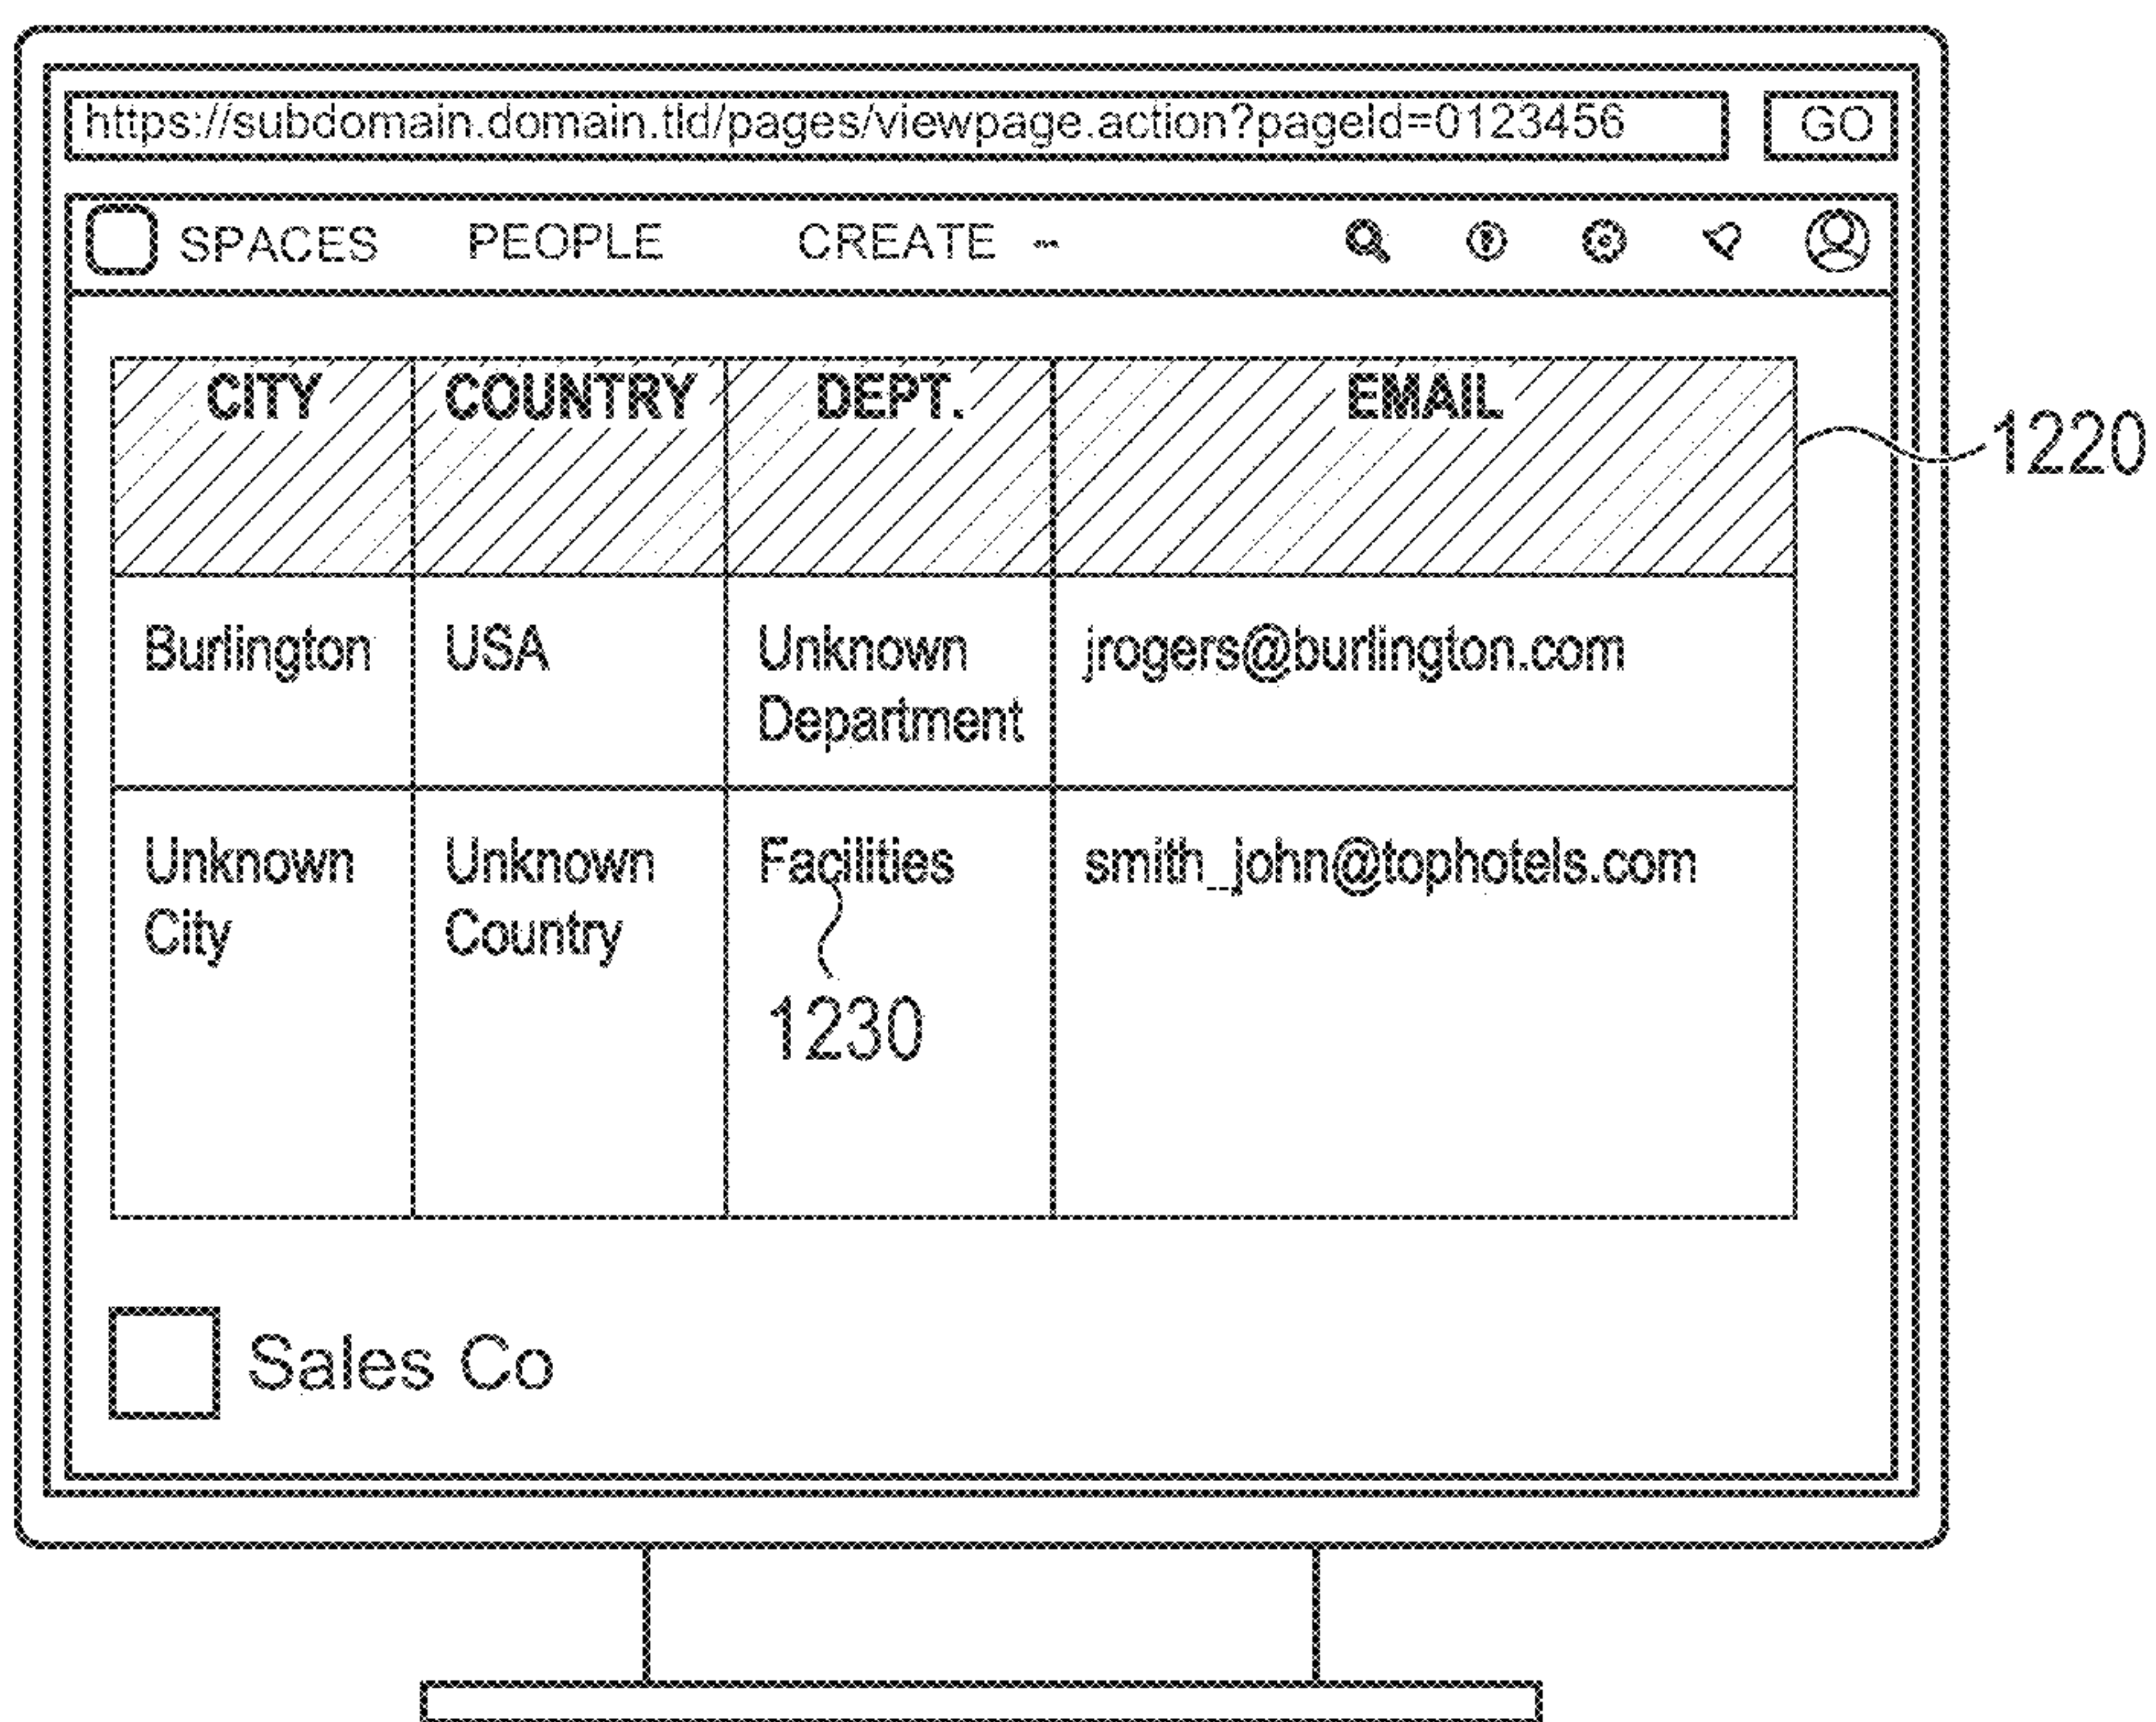 https://subdomain.domain.tld/pages/viewpage.action?pageId=0123456 GO
SPACES PEOPLE CREATE ...
CITY COUNTRY DEPT. EMAIL
1220
Burlington USA Unknown jrogers@burlington.com
Department
Unknown Unknown Facilities smith_john@tophotels.com
City Country
1230
Sales Co